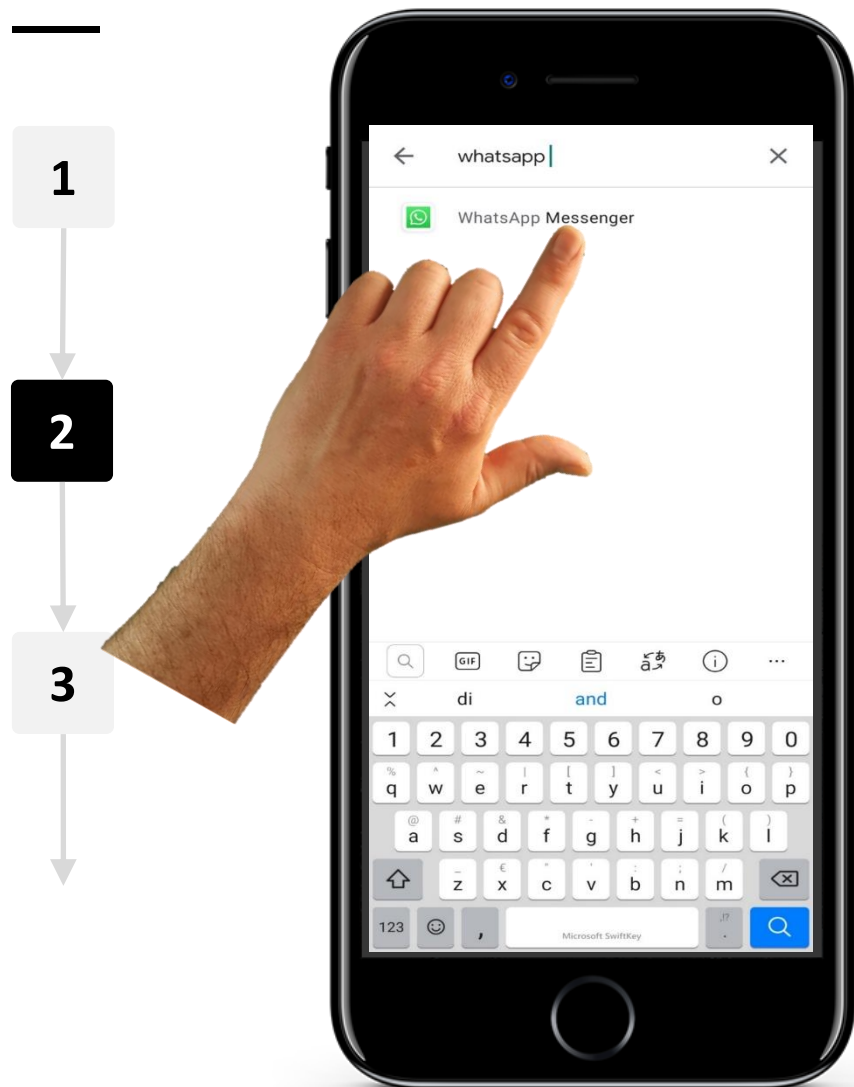 1
2
3
whatsapp
WhatsApp Messenger
GIF
di and o
1 2 3 4 5 6 7 8 9 0
% ^ ~ | [ ] < > { }
q w e r t y u i o p
@ # & * - + = ( )
a s d f g h j k l
_ € " ' : ; /
z x c v b n m
123 , Microsoft SwiftKey ,!? .